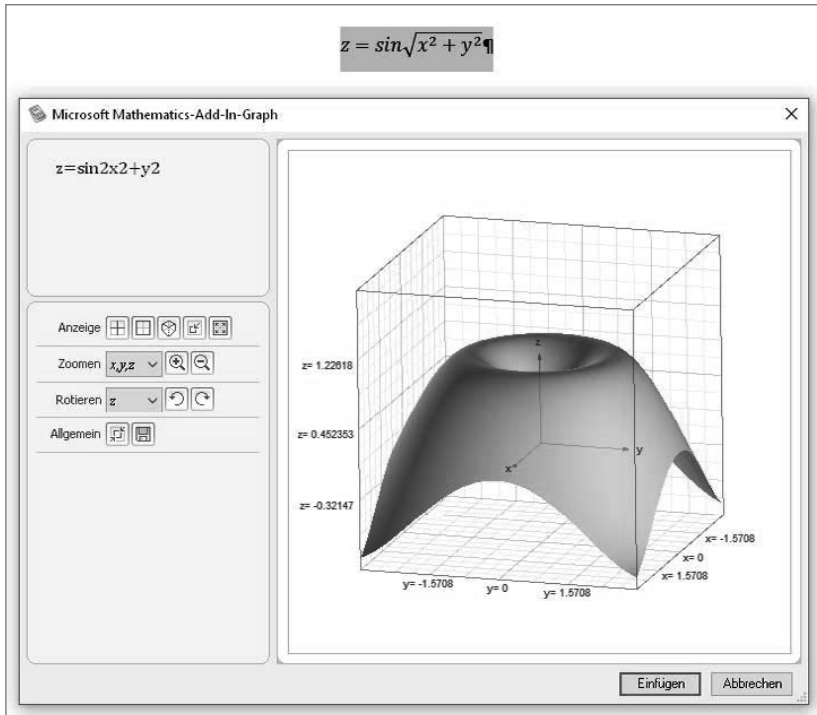 z = sin√x² + y²¶
Microsoft Mathematics-Add-In-Graph
z=sin2x2+y2
Anzeige
Zoomen x,y,z
Rotieren z
Allgemein
z
y
x
z= 1.22618
z= 0.452353
z= -0.32147
y= -1.5708
y= 0
y= 1.5708
x= -1.5708
x= 0
x= 1.5708
Einfügen
Abbrechen